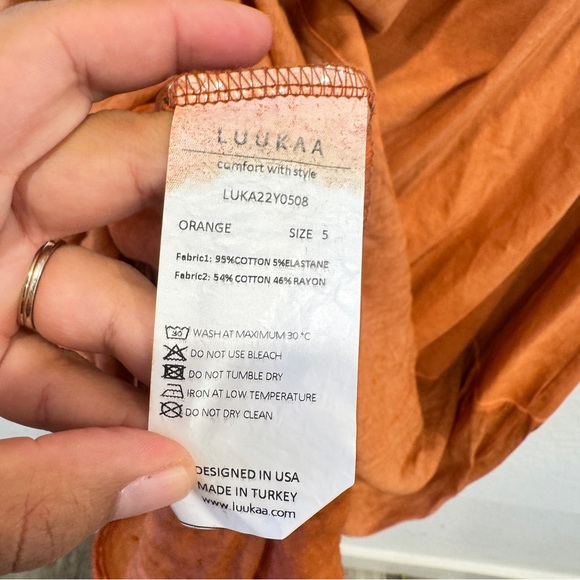 LUUKAA
comfort with style
LUKA22Y0508
ORANGE SIZE 5
Fabric1: 95%COTTON 5%ELASTANE
Fabric2: 54% COTTON 46% RAYON
30 WASH AT MAXIMUM 30 °C
DO NOT USE BLEACH
DO NOT TUMBLE DRY
IRON AT LOW TEMPERATURE
DO NOT DRY CLEAN
DESIGNED IN USA
MADE IN TURKEY
www.luukaa.com